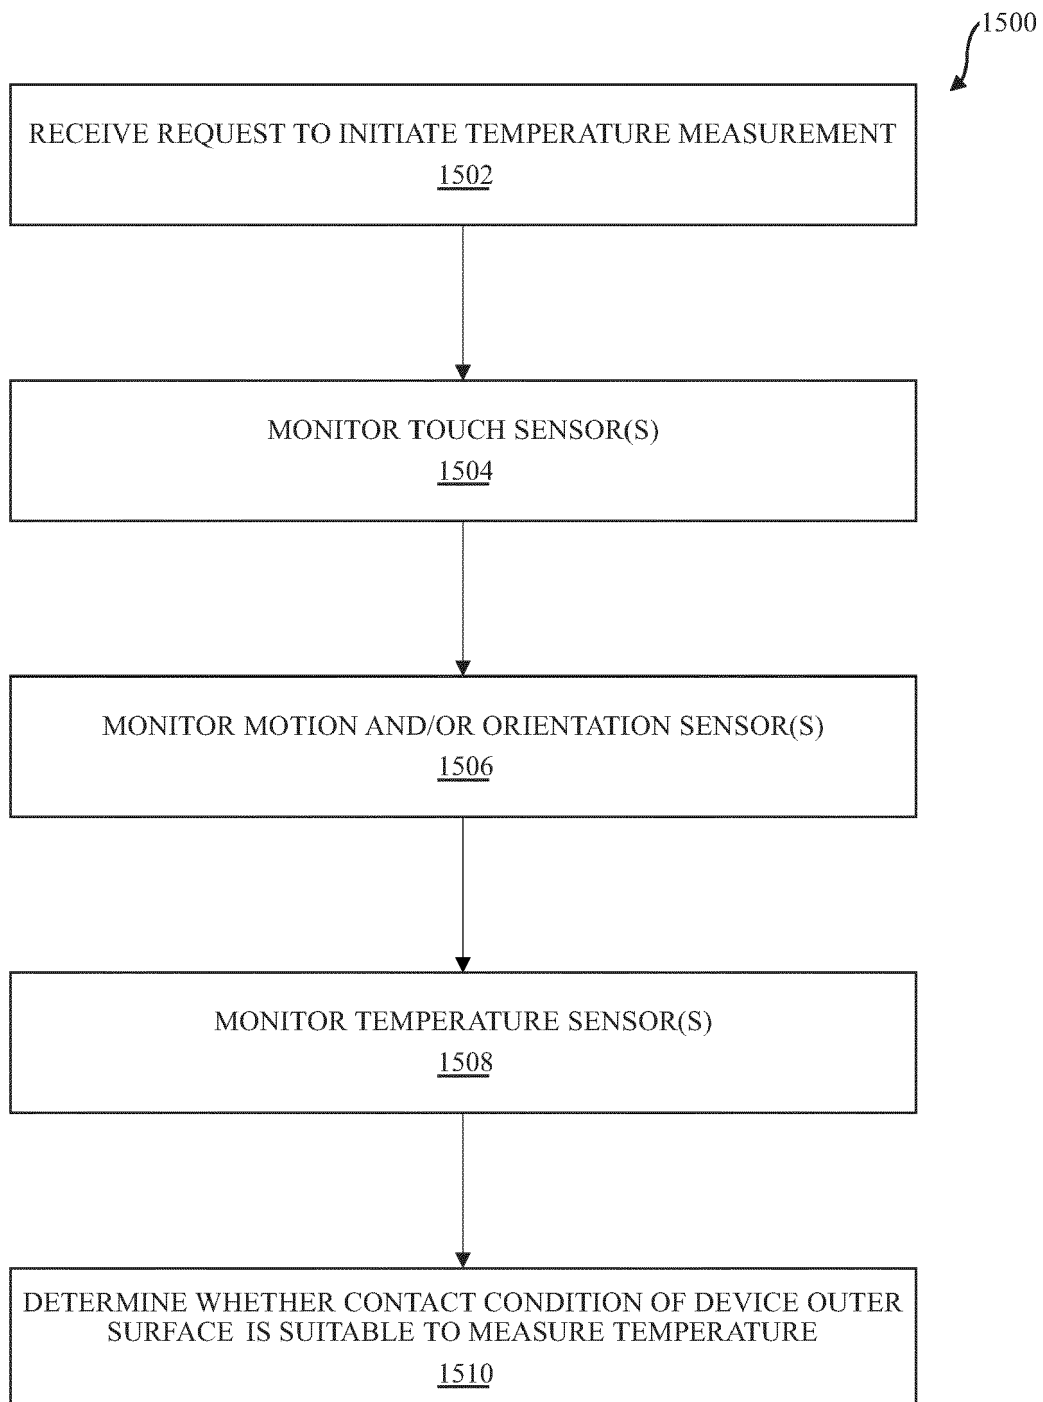 1500
RECEIVE REQUEST TO INITIATE TEMPERATURE MEASUREMENT
1502
MONITOR TOUCH SENSOR(S)
1504
MONITOR MOTION AND/OR ORIENTATION SENSOR(S)
1506
MONITOR TEMPERATURE SENSOR(S)
1508
DETERMINE WHETHER CONTACT CONDITION OF DEVICE OUTER
SURFACE IS SUITABLE TO MEASURE TEMPERATURE
1510